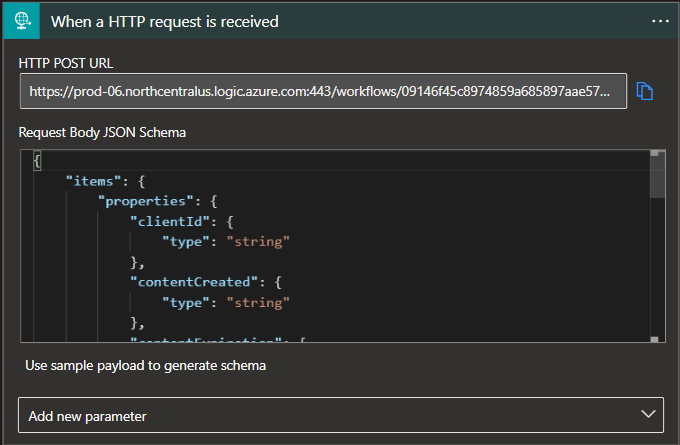 When a HTTP request is received
HTTP POST URL
https://prod-06.northcentralus.logic.azure.com:443/workflows/09146f45c8974859a685897aae57...
Request Body JSON Schema
{
"items": {
"properties": {
"clientId": {
"type": "string"
},
"contentCreated": {
"type": "string"
},
"contentExpiration": {
Use sample payload to generate schema
Add new parameter